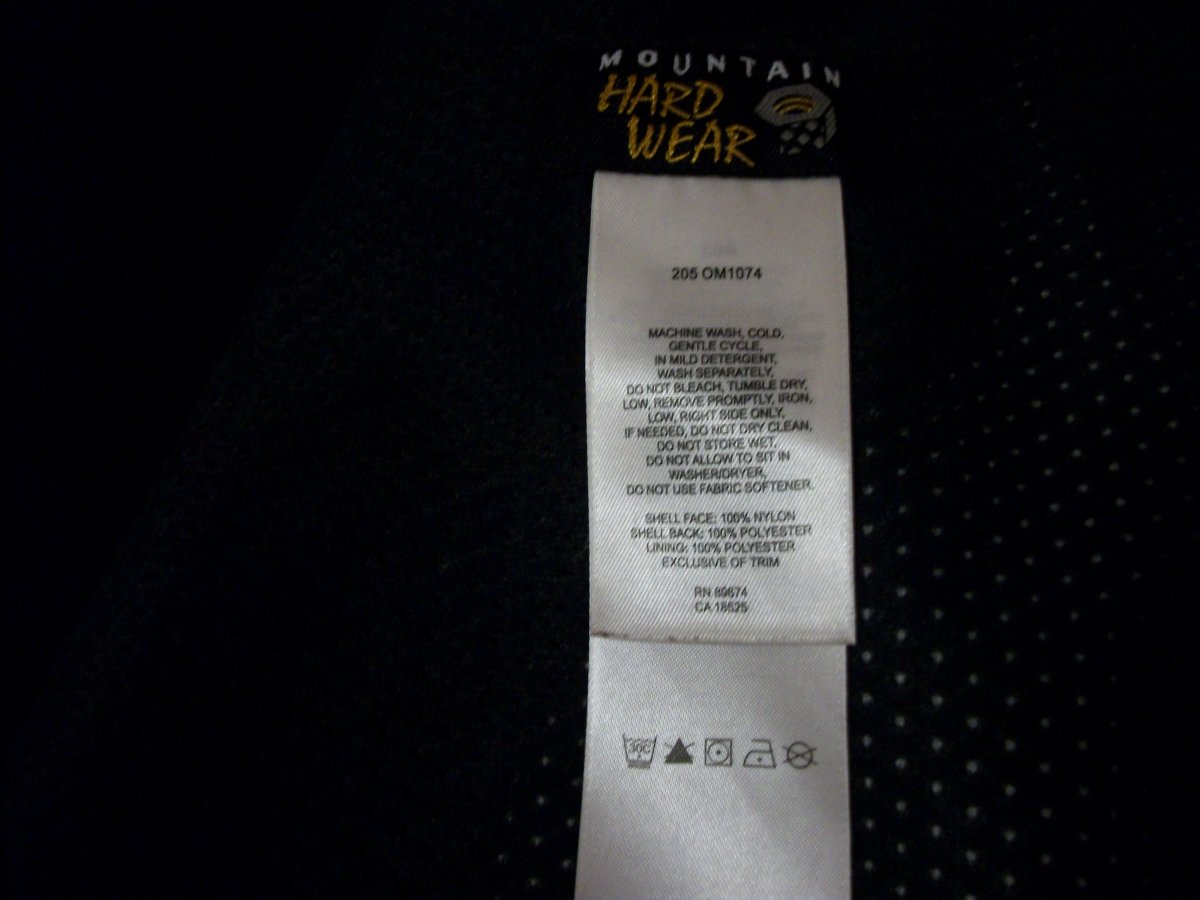 MOUNTAIN
HARD
WEAR
205 OM1074
MACHINE WASH, COLD,
GENTLE CYCLE,
IN MILD DETERGENT,
WASH SEPARATELY,
DO NOT BLEACH, TUMBLE DRY,
LOW, REMOVE PROMPTLY, IRON,
LOW, RIGHT SIDE ONLY,
IF NEEDED, DO NOT DRY CLEAN,
DO NOT STORE WET,
DO NOT ALLOW TO SIT IN
WASHER/DRYER,
DO NOT USE FABRIC SOFTENER.
SHELL FACE: 100% NYLON
SHELL BACK: 100% POLYESTER
LINING: 100% POLYESTER
EXCLUSIVE OF TRIM
RN 89674
CA 18625
30C